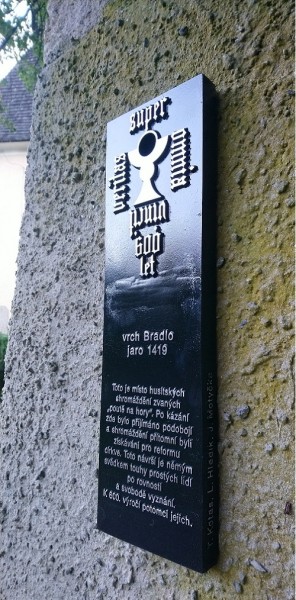 super
omnia
veritas
vincit
600
let
vrch Bradlo
jaro 1419
Toto je místo husitských
shromáždění zvaných
„poutě na hory“. Po kázání
zde bylo přijímáno podobojí
a shromáždění přítomní byli
získáváni pro reformu
církve. Toto návrší je němým
svědkem touhy prostých lidí
po rovnosti
a svobodě vyznání.
K 600. výročí potomci jejich.